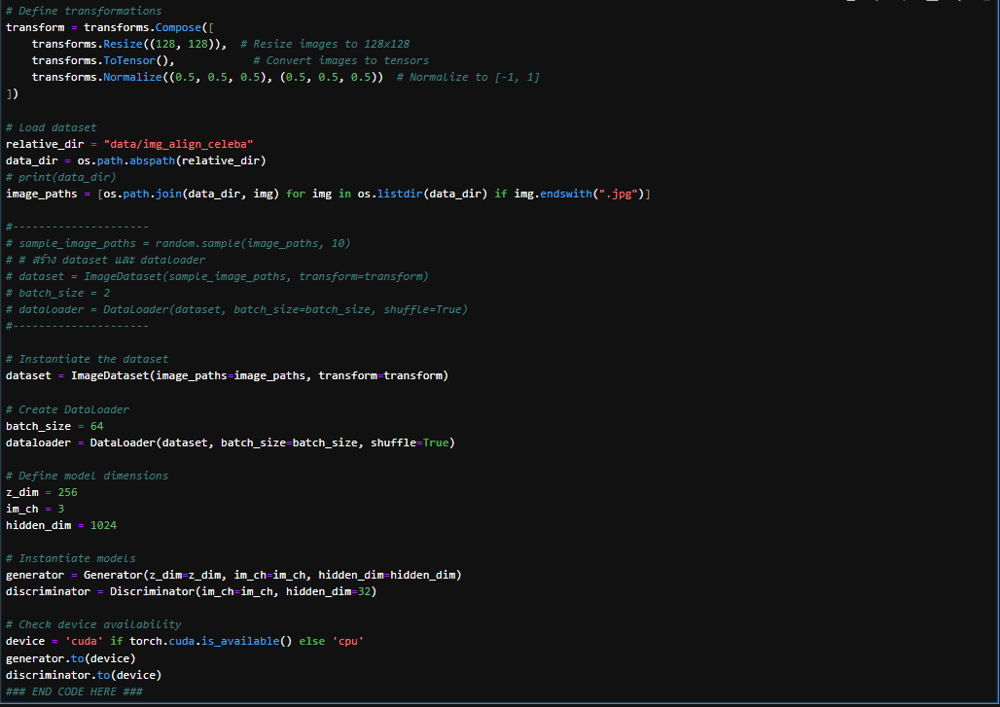 # Define transformations
transform = transforms.Compose([
    transforms.Resize((128, 128)),  # Resize images to 128x128
    transforms.ToTensor(),            # Convert images to tensors
    transforms.Normalize((0.5, 0.5, 0.5), (0.5, 0.5, 0.5))  # Normalize to [-1, 1]
])

# Load dataset
relative_dir = "data/img_align_celeba"
data_dir = os.path.abspath(relative_dir)
# print(data_dir)
image_paths = [os.path.join(data_dir, img) for img in os.listdir(data_dir) if img.endswith(".jpg")]

#---------------------
# sample_image_paths = random.sample(image_paths, 10)
# # สร้าง dataset และ dataloader
# dataset = ImageDataset(sample_image_paths, transform=transform)
# batch_size = 2
# dataloader = DataLoader(dataset, batch_size=batch_size, shuffle=True)
#---------------------

# Instantiate the dataset
dataset = ImageDataset(image_paths=image_paths, transform=transform)

# Create DataLoader
batch_size = 64
dataloader = DataLoader(dataset, batch_size=batch_size, shuffle=True)

# Define model dimensions
z_dim = 256
im_ch = 3
hidden_dim = 1024

# Instantiate models
generator = Generator(z_dim=z_dim, im_ch=im_ch, hidden_dim=hidden_dim)
discriminator = Discriminator(im_ch=im_ch, hidden_dim=32)

# Check device availability
device = 'cuda' if torch.cuda.is_available() else 'cpu'
generator.to(device)
discriminator.to(device)
### END CODE HERE ###